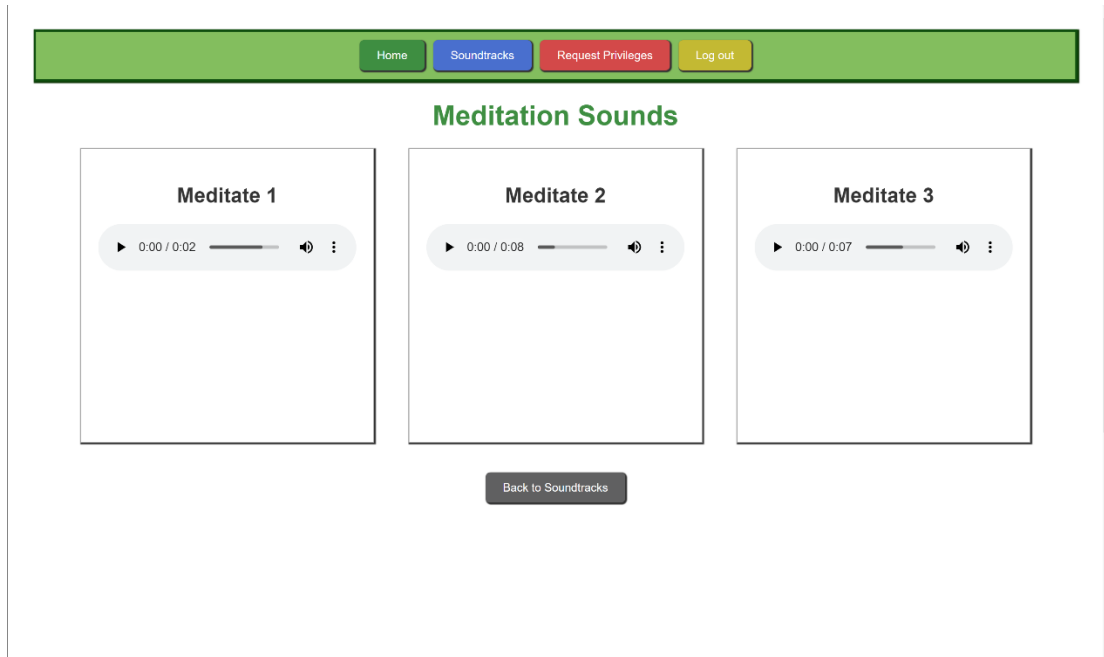 Home Soundtracks Request Privileges Log out
Meditation Sounds
Meditate 1 Meditate 2 Meditate 3
0:00 / 0:02 0:00 / 0:08 0:00 / 0:07
Back to Soundtracks